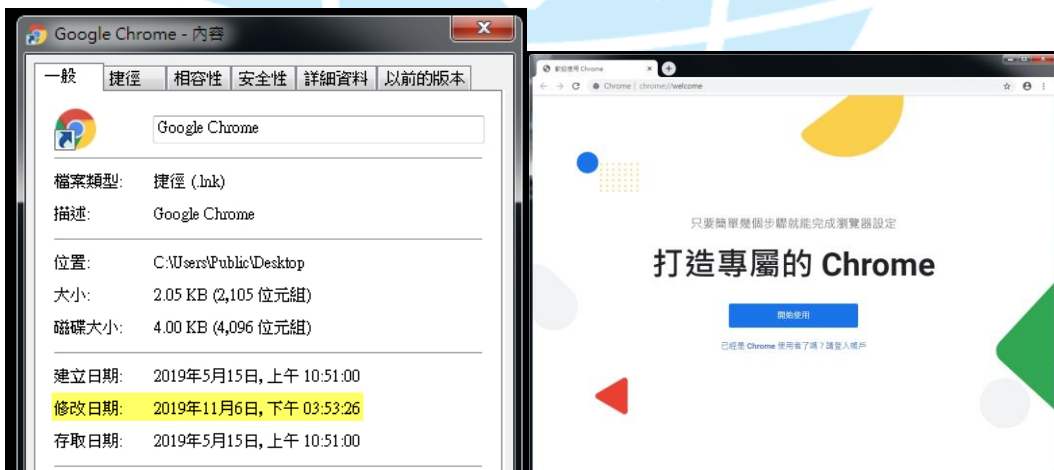 Google Chrome - 內容
一般 捷徑 相容性 安全性 詳細資料 以前的版本
Google Chrome
檔案類型: 捷徑 (.lnk)
描述: Google Chrome
位置: C:\Users\Public\Desktop
大小: 2.05 KB (2,105 位元組)
磁碟大小: 4.00 KB (4,096 位元組)
建立日期: 2019年5月15日, 上午 10:51:00
修改日期: 2019年11月6日, 下午 03:53:26
存取日期: 2019年5月15日, 上午 10:51:00
歡迎使用 Chrome
Chrome | chrome://welcome
只要簡單幾個步驟就能完成瀏覽器設定
打造專屬的 Chrome
開始使用
已經是 Chrome 使用者了嗎？請登入帳戶